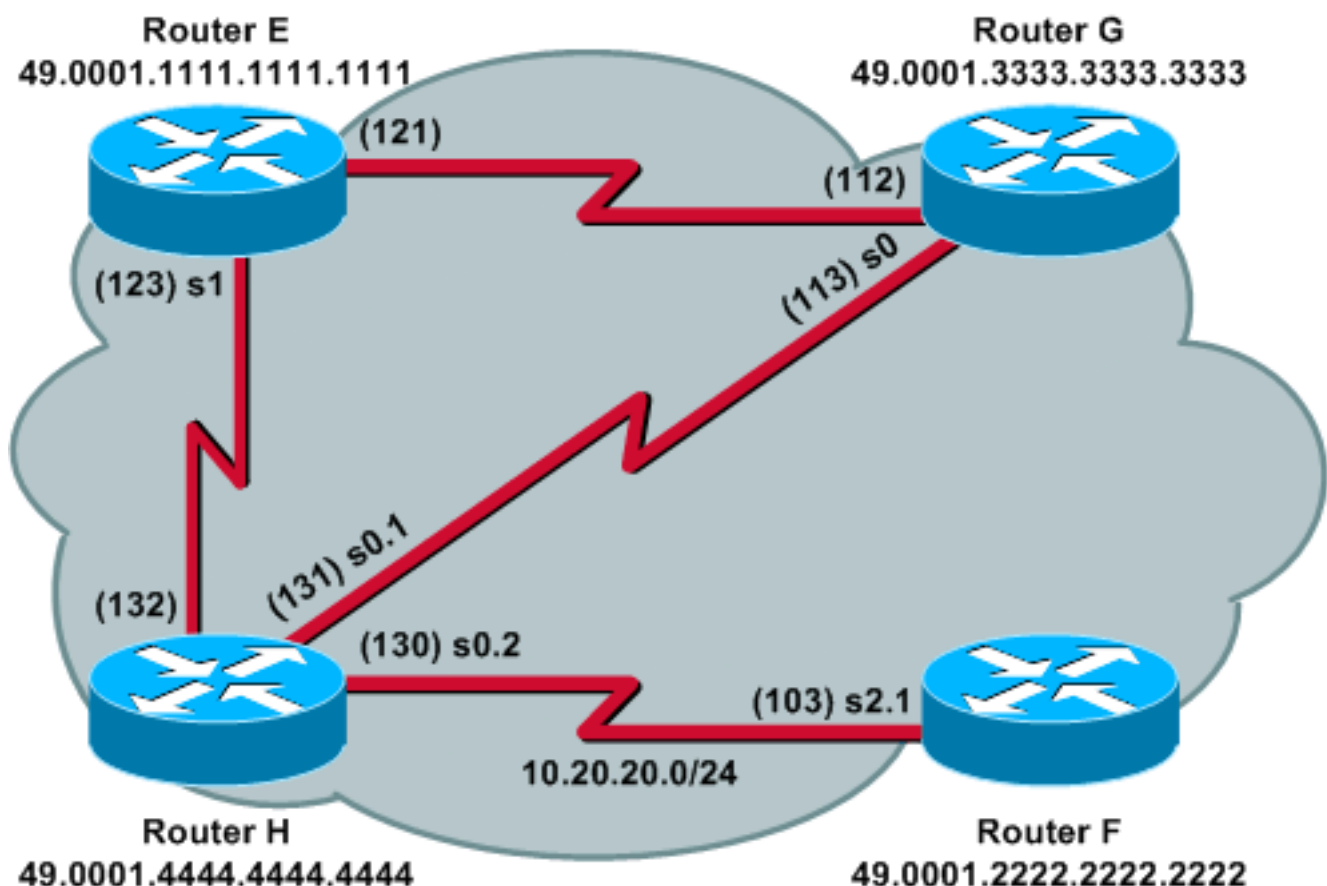 Router E
49.0001.1111.1111.1111
Router G
49.0001.3333.3333.3333
(121)
(112)
(123) s1
(113) s0
(131) s0.1
(132)
(130) s0.2
(103) s2.1
10.20.20.0/24
Router H
49.0001.4444.4444.4444
Router F
49.0001.2222.2222.2222